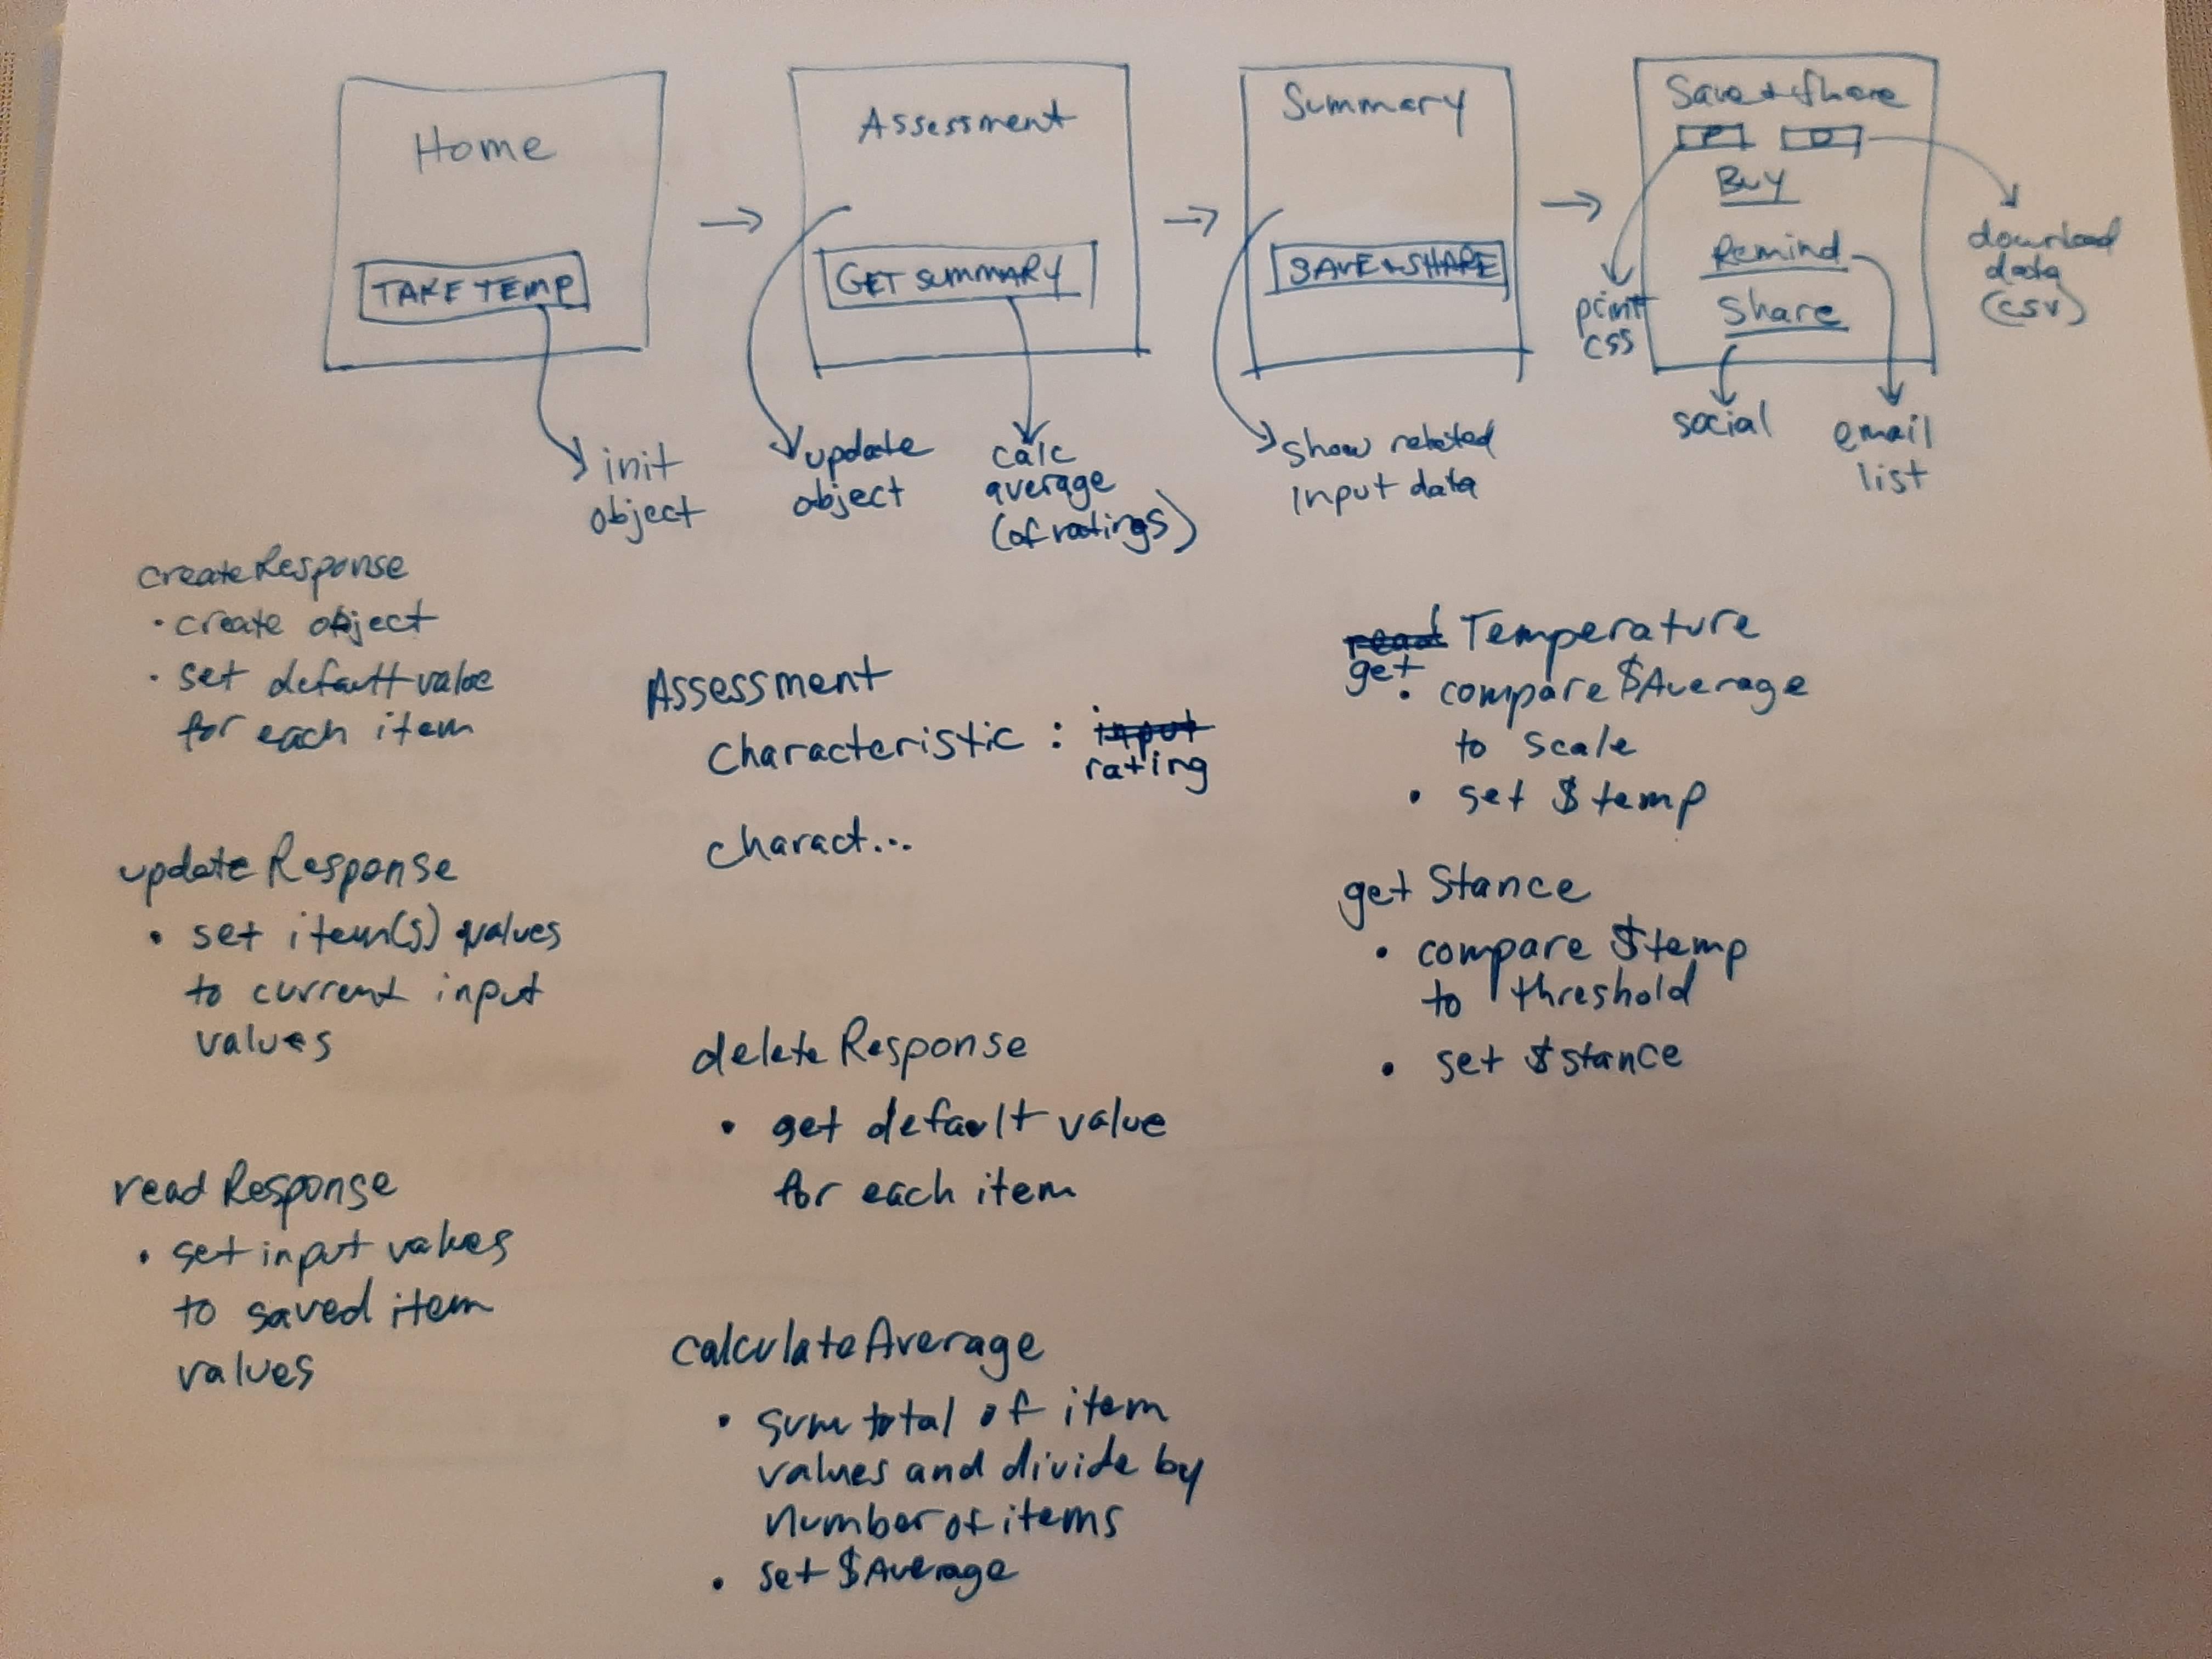 Home
TAKE TEMP
init
object
Assessment
GET SUMMARY
update
object
calc
average
(of ratings)
Summary
SAVE + SHARE
show related
input data
Save + Share
P D
Buy
Remind
Share
print
css
social
email
list
download
data
(csv)
createResponse
• create object
• set default value
for each item
updateResponse
• set item(s) values
to current input
values
readResponse
• set input values
to saved item
values
Assessment
characteristic : input
rating
charact...
deleteResponse
• get default value
for each item
calculateAverage
• sum total of item
values and divide by
number of items
• set $Average
read Temperature
get
• compare $Average
to scale
• set $temp
getStance
• compare $temp
to threshold
• set $stance